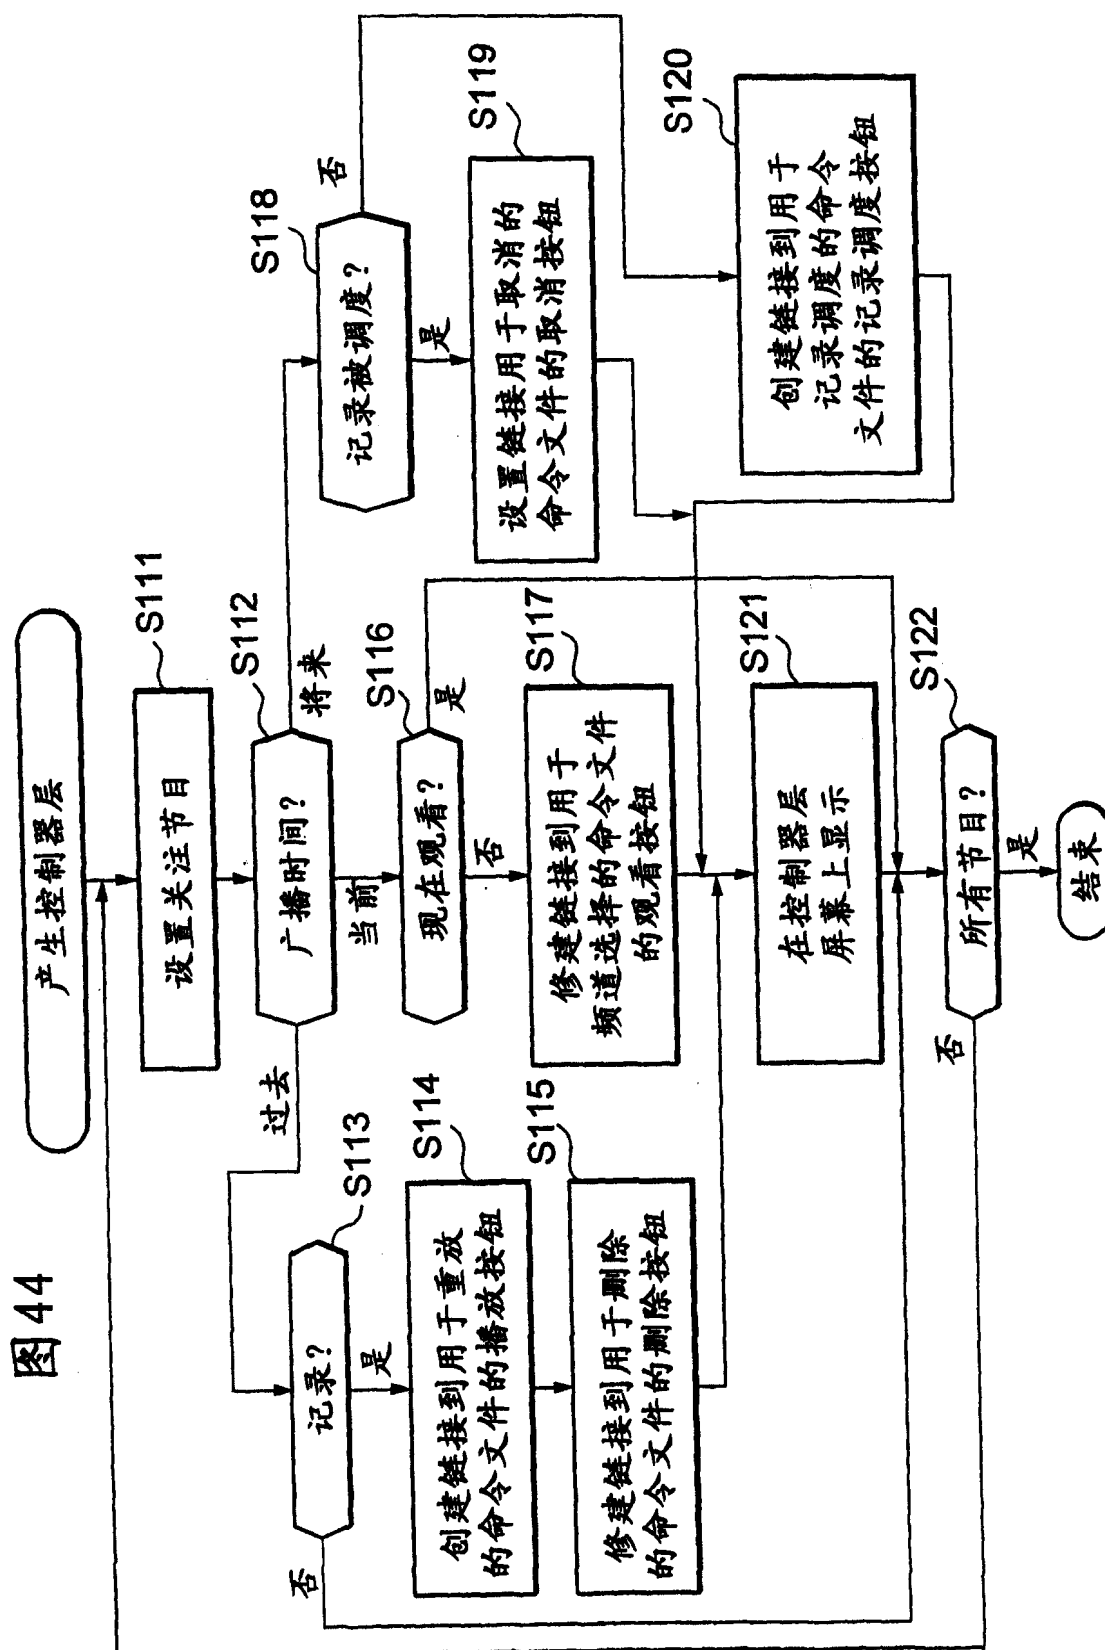 图44
产生控制器层
S111
设置关注节目
S112
广播时间?
过去
当前
将来
S113
记录?
是
否
S114
创建链接到用于重放
的命令文件的播放按钮
S115
修建链接到用于删除
的命令文件的删除按钮
S116
现在观看?
是
否
S117
修建链接到用于
频道选择的命令文件
的观看按钮
S118
记录被调度?
否
是
S119
设置链接用于取消的
命令文件的取消按钮
S120
创建链接到用于
记录调度的命令
文件的记录调度按钮
S121
在控制器层
屏幕上显示
S122
所有节目?
否
是
结束